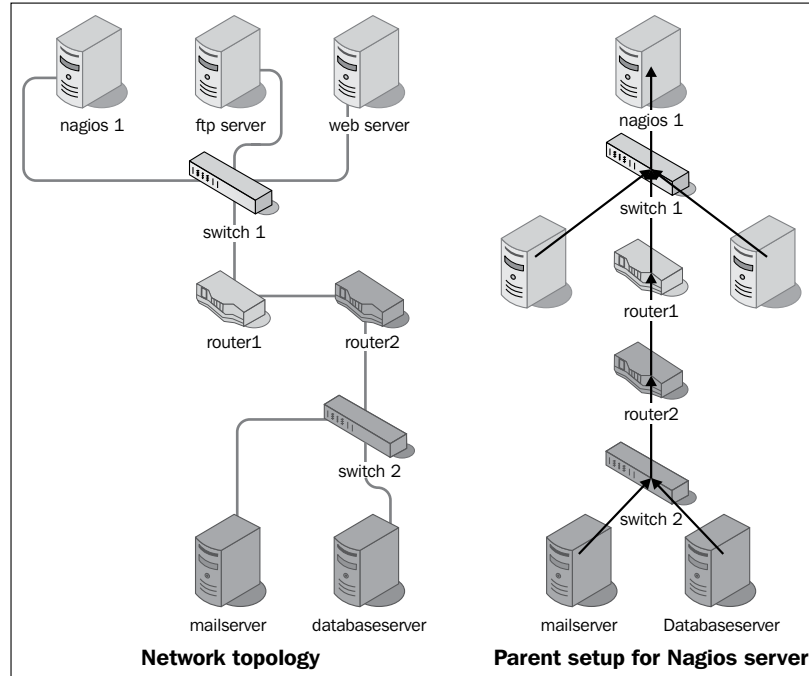 nagios 1
ftp server
web server
switch 1
router1
router2
switch 2
mailserver
databaseserver
Network topology
nagios 1
switch 1
router1
router2
switch 2
mailserver
Databaseserver
Parent setup for Nagios server